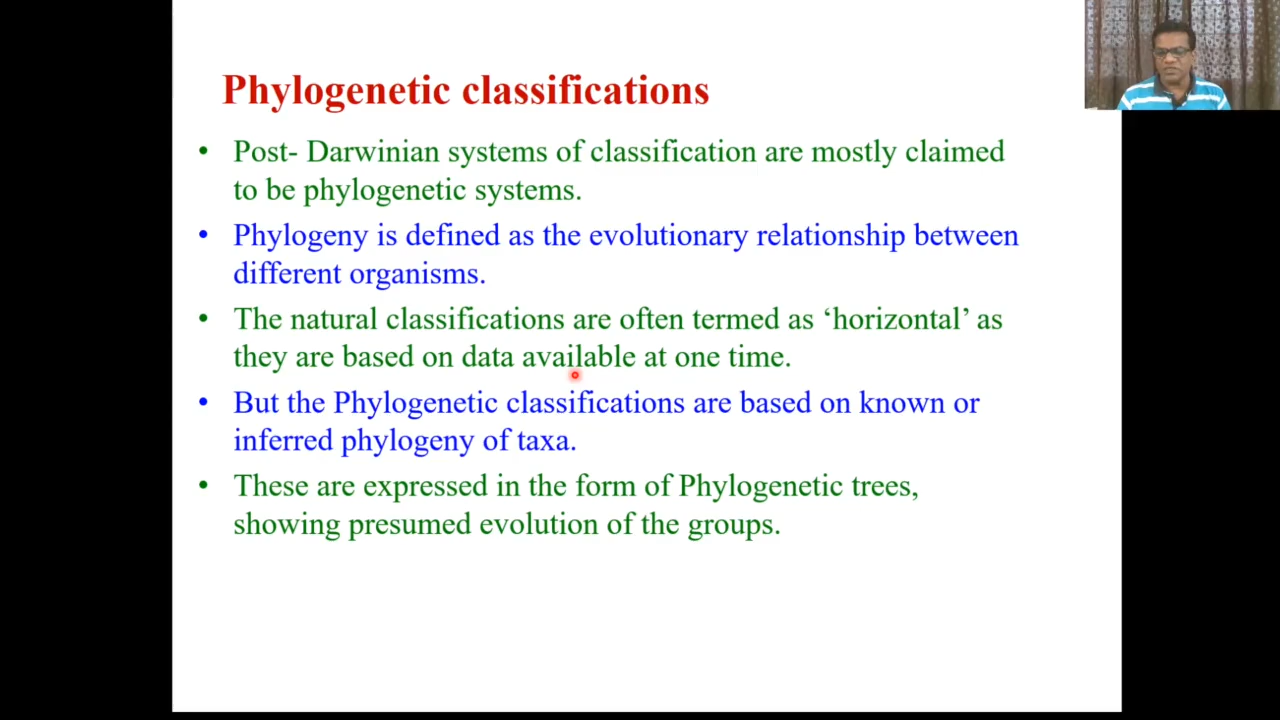 Phylogenetic classifications
• Post- Darwinian systems of classification are mostly claimed
to be phylogenetic systems.
• Phylogeny is defined as the evolutionary relationship between
different organisms.
• The natural classifications are often termed as ‘horizontal’ as
they are based on data available at one time.
• But the Phylogenetic classifications are based on known or
inferred phylogeny of taxa.
• These are expressed in the form of Phylogenetic trees,
showing presumed evolution of the groups.